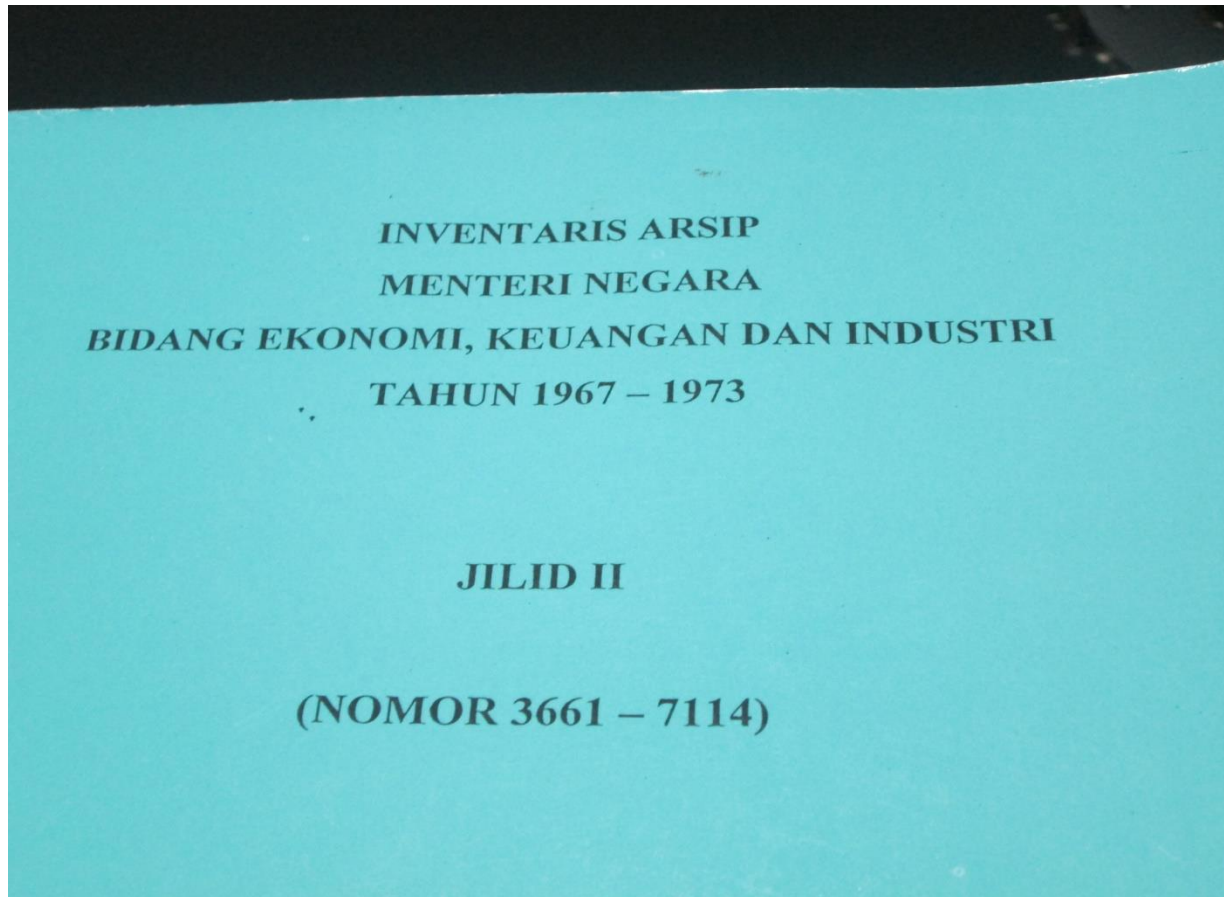 INVENTARIS ARSIP
MENTERI NEGARA
BIDANG EKONOMI, KEUANGAN DAN INDUSTRI
TAHUN 1967 – 1973
JILID II
(NOMOR 3661 – 7114)